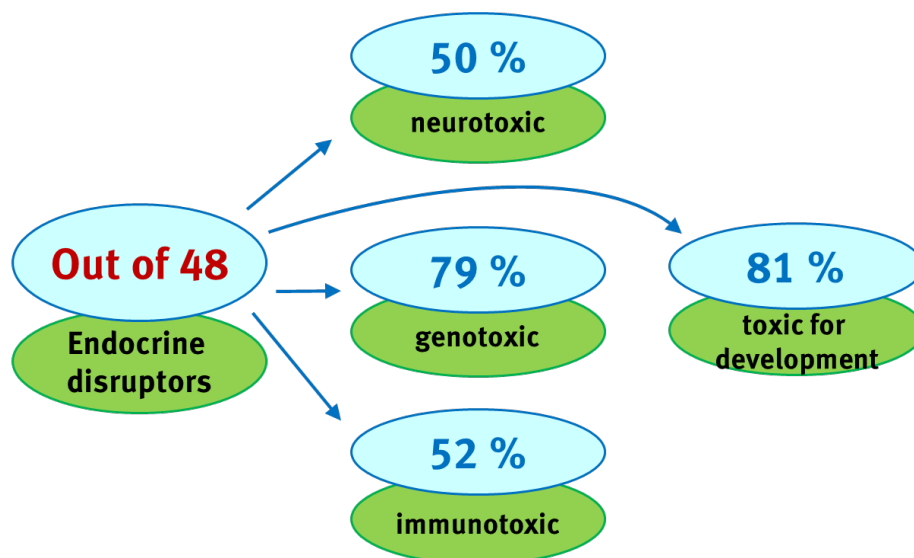 50 %
neurotoxic
Out of 48
Endocrine
disruptors
79 %
genotoxic
81 %
toxic for
development
52 %
immunotoxic